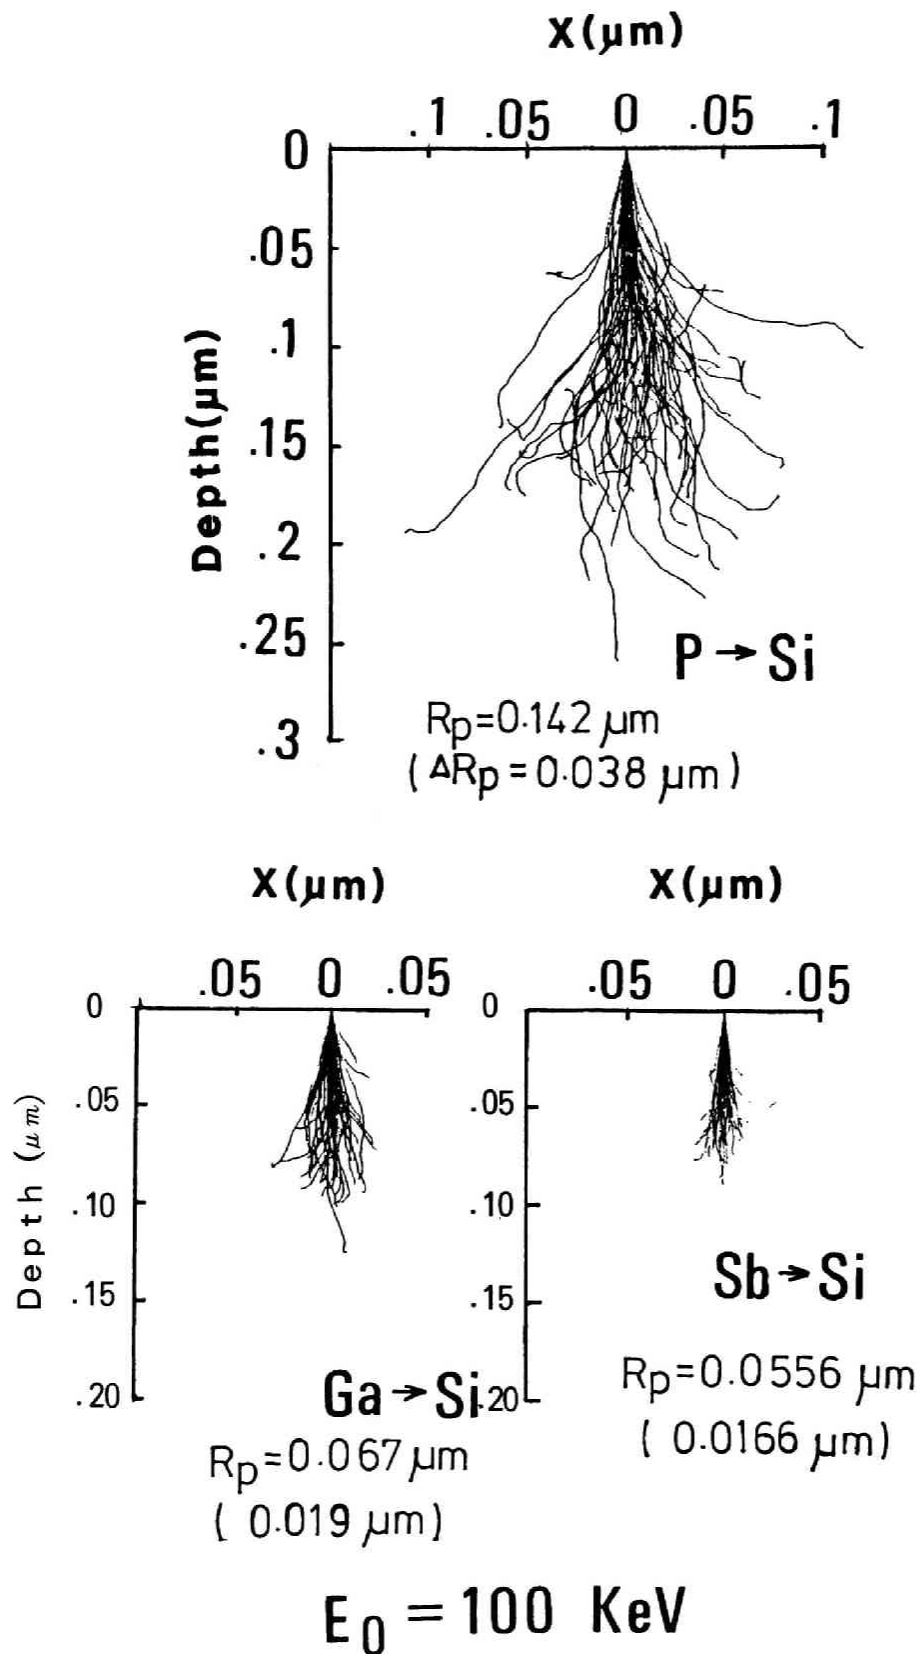 X(μm)
.1 .05 0 .05 .1
0
.05
.1
.15
.2
.25
.3
Depth(μm)
P→Si
Rp=0.142 μm
(ΔRp=0.038 μm)
X(μm)
.05 0 .05
0
.05
.10
.15
.20
Depth (μm)
Ga→Si
Rp=0.067 μm
( 0.019 μm)
X(μm)
.05 0 .05
0
.05
.10
.15
.20
Sb→Si
Rp=0.0556 μm
( 0.0166 μm)
E0 = 100 KeV